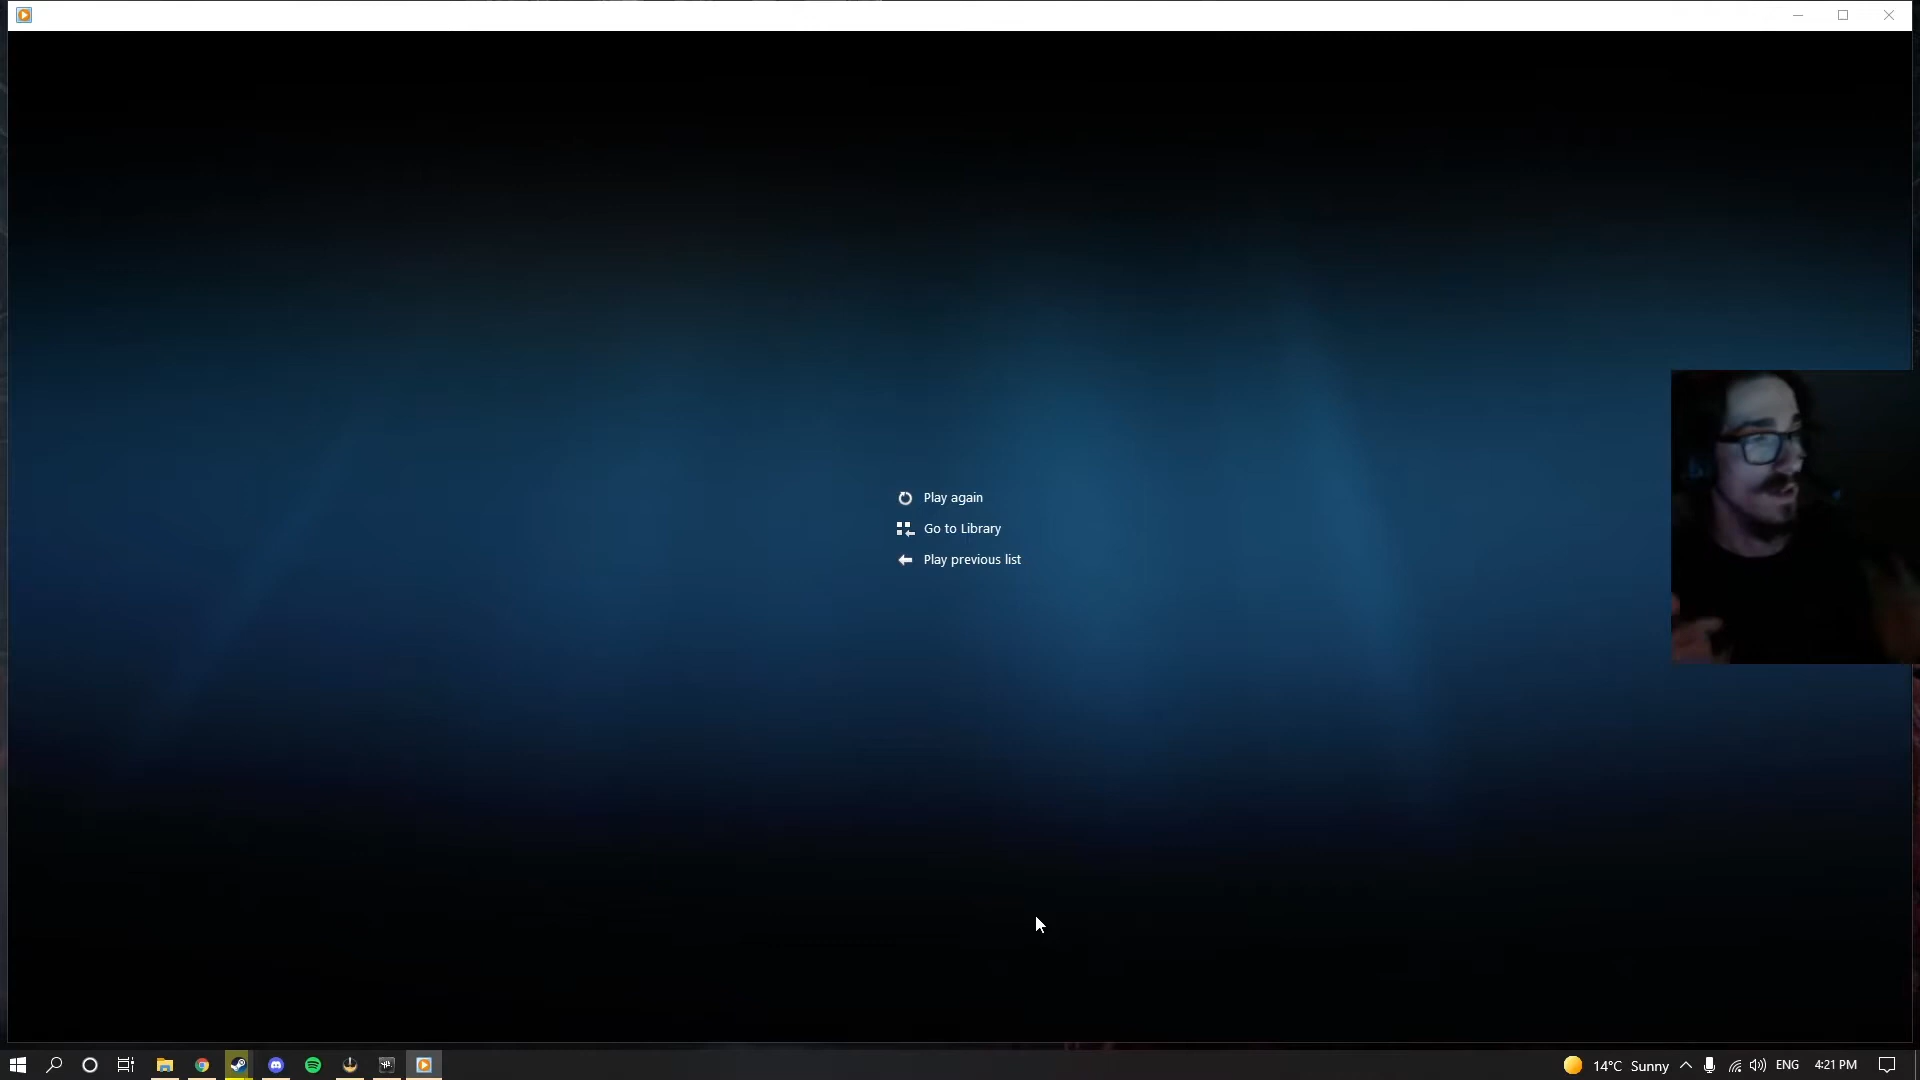 Play again
Go to Library
Play previous list
14°C Sunny
ENG
4:21 PM